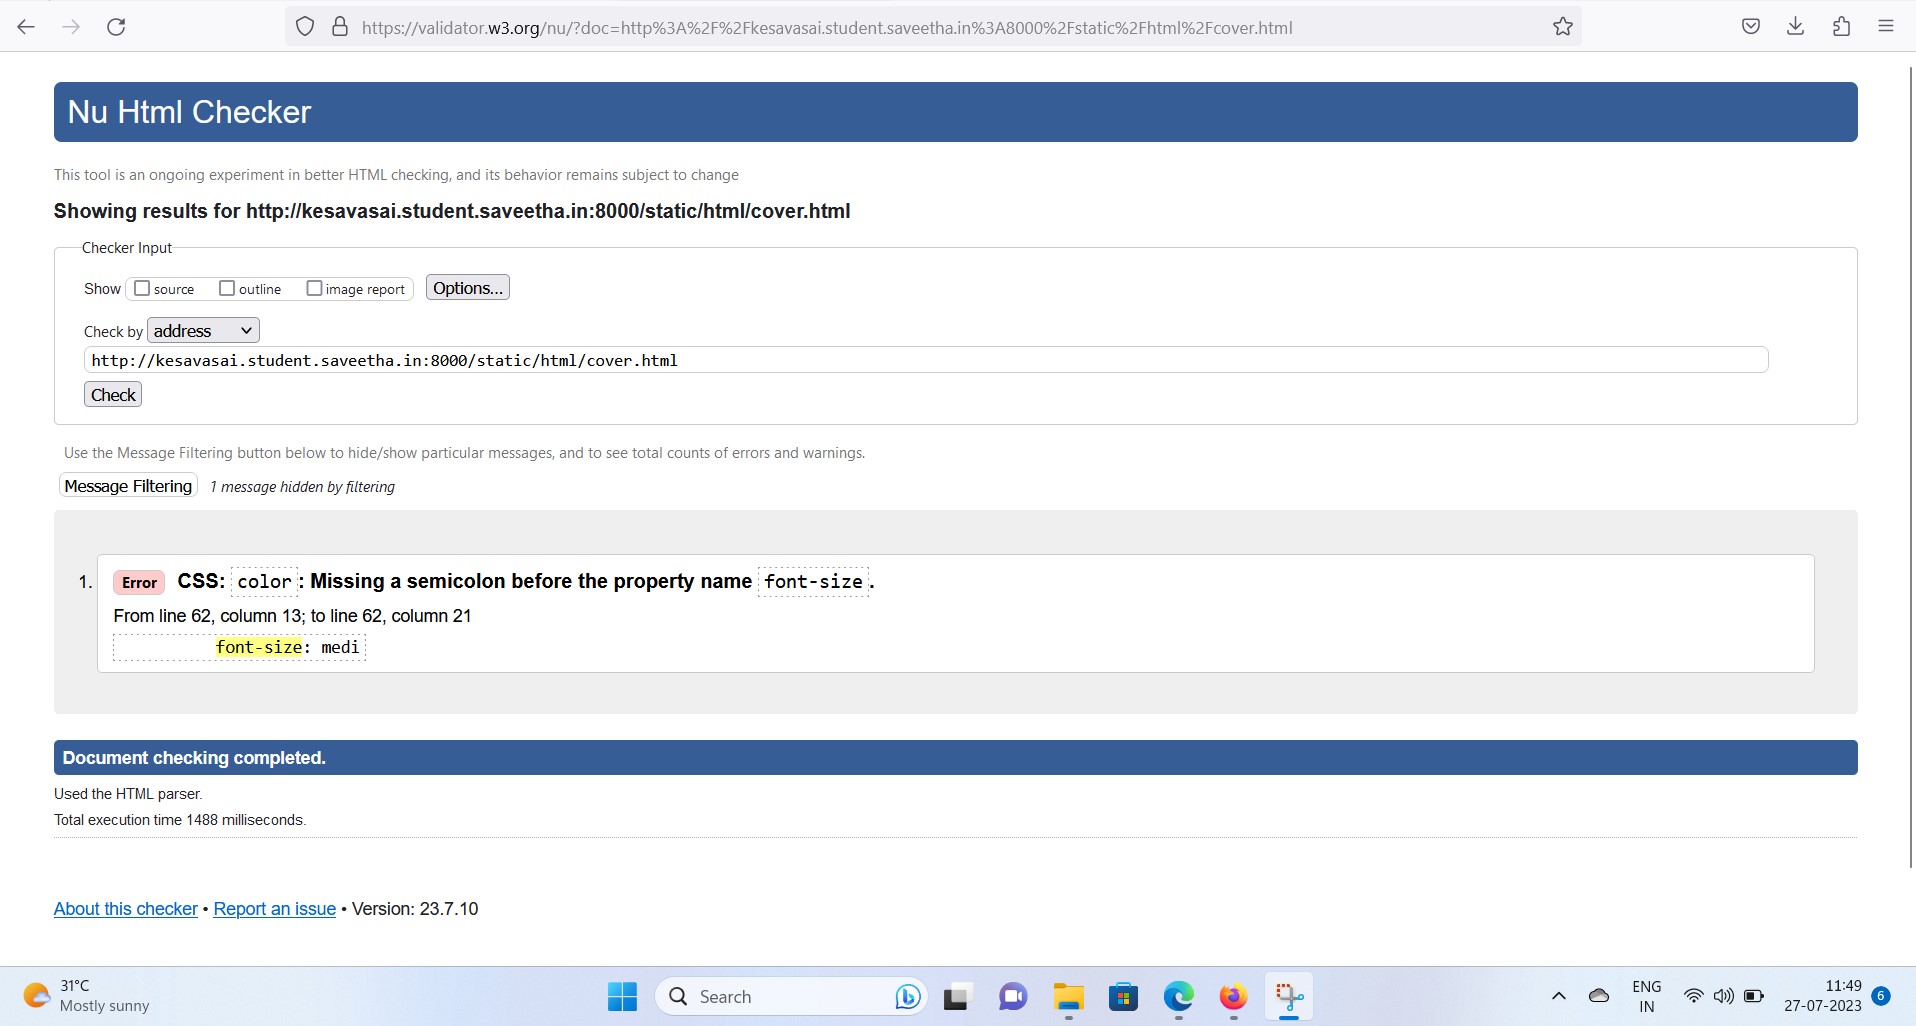 https://validator.w3.org/nu/?doc=http%3A%2F%2Fkesavasai.student.saveetha.in%3A8000%2Fstatic%2Fhtml%2Fcover.html
Nu Html Checker
This tool is an ongoing experiment in better HTML checking, and its behavior remains subject to change
Showing results for http://kesavasai.student.saveetha.in:8000/static/html/cover.html
Checker Input
Show source outline image report Options...
Check by address
http://kesavasai.student.saveetha.in:8000/static/html/cover.html
Check
Use the Message Filtering button below to hide/show particular messages, and to see total counts of errors and warnings.
Message Filtering 1 message hidden by filtering
1. Error CSS: color: Missing a semicolon before the property name font-size.
From line 62, column 13; to line 62, column 21
font-size: medi
Document checking completed.
Used the HTML parser.
Total execution time 1488 milliseconds.
About this checker • Report an issue • Version: 23.7.10
31°C
Mostly sunny
Search
ENG
IN
11:49
27-07-2023
6